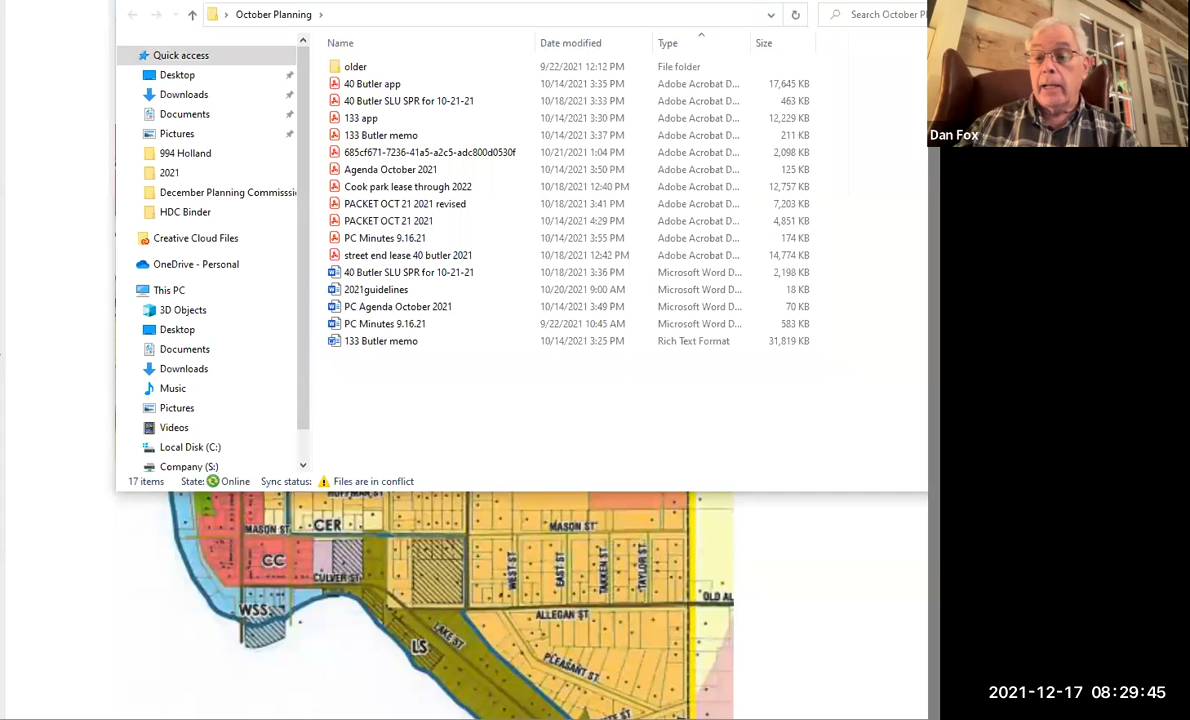 October Planning
Search October P
Name Date modified Type Size
Quick access
Desktop
Downloads
Documents
Pictures
994 Holland
2021
December Planning Commissi
HDC Binder
Creative Cloud Files
OneDrive - Personal
This PC
3D Objects
Desktop
Documents
Downloads
Music
Pictures
Videos
Local Disk (C:)
Company (S:)
older 9/22/2021 12:12 PM File folder
40 Butler app 10/14/2021 3:35 PM Adobe Acrobat D... 17,645 KB
40 Butler SLU SPR for 10-21-21 10/18/2021 3:33 PM Adobe Acrobat D... 463 KB
133 app 10/14/2021 3:30 PM Adobe Acrobat D... 12,229 KB
133 Butler memo 10/14/2021 3:37 PM Adobe Acrobat D... 211 KB
685cf671-7236-41a5-a2c5-adc800d0530f 10/21/2021 1:04 PM Adobe Acrobat D... 2,098 KB
Agenda October 2021 10/14/2021 3:50 PM Adobe Acrobat D... 125 KB
Cook park lease through 2022 10/18/2021 12:40 PM Adobe Acrobat D... 12,757 KB
PACKET OCT 21 2021 revised 10/18/2021 3:41 PM Adobe Acrobat D... 7,203 KB
PACKET OCT 21 2021 10/14/2021 4:29 PM Adobe Acrobat D... 4,851 KB
PC Minutes 9.16.21 10/14/2021 3:55 PM Adobe Acrobat D... 174 KB
street end lease 40 butler 2021 10/18/2021 12:42 PM Adobe Acrobat D... 14,774 KB
40 Butler SLU SPR for 10-21-21 10/18/2021 3:36 PM Microsoft Word D... 2,198 KB
2021guidelines 10/20/2021 9:00 AM Microsoft Word D... 18 KB
PC Agenda October 2021 10/14/2021 3:49 PM Microsoft Word D... 70 KB
PC Minutes 9.16.21 9/22/2021 10:45 AM Microsoft Word D... 583 KB
133 Butler memo 10/14/2021 3:25 PM Rich Text Format 31,819 KB
17 items State: Online Sync status: Files are in conflict
Dan Fox
HOFFMAN ST
MASON ST
CER
MASON ST
CC
CULVER ST
WEST ST
EAST ST
TAKKEN ST
TAYLOR ST
OLD AL
WSS
ALLEGAN ST
LAKE ST
LS
PLEASANT ST
2021-12-17 08:29:45